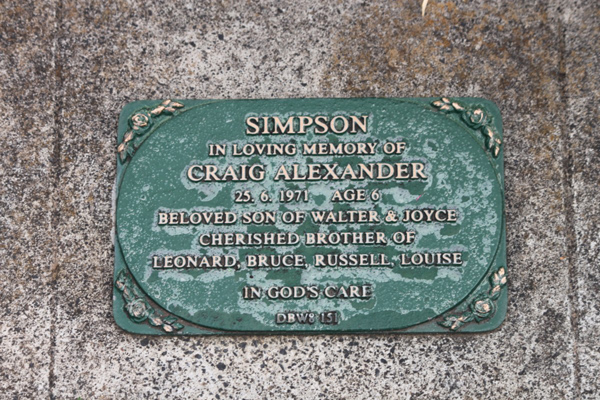 SIMPSON
IN LOVING MEMORY OF
CRAIG ALEXANDER
25. 6. 1971 AGE 6
BELOVED SON OF WALTER & JOYCE
CHERISHED BROTHER OF
LEONARD, BRUCE, RUSSELL, LOUISE
IN GOD'S CARE
DBW8 151